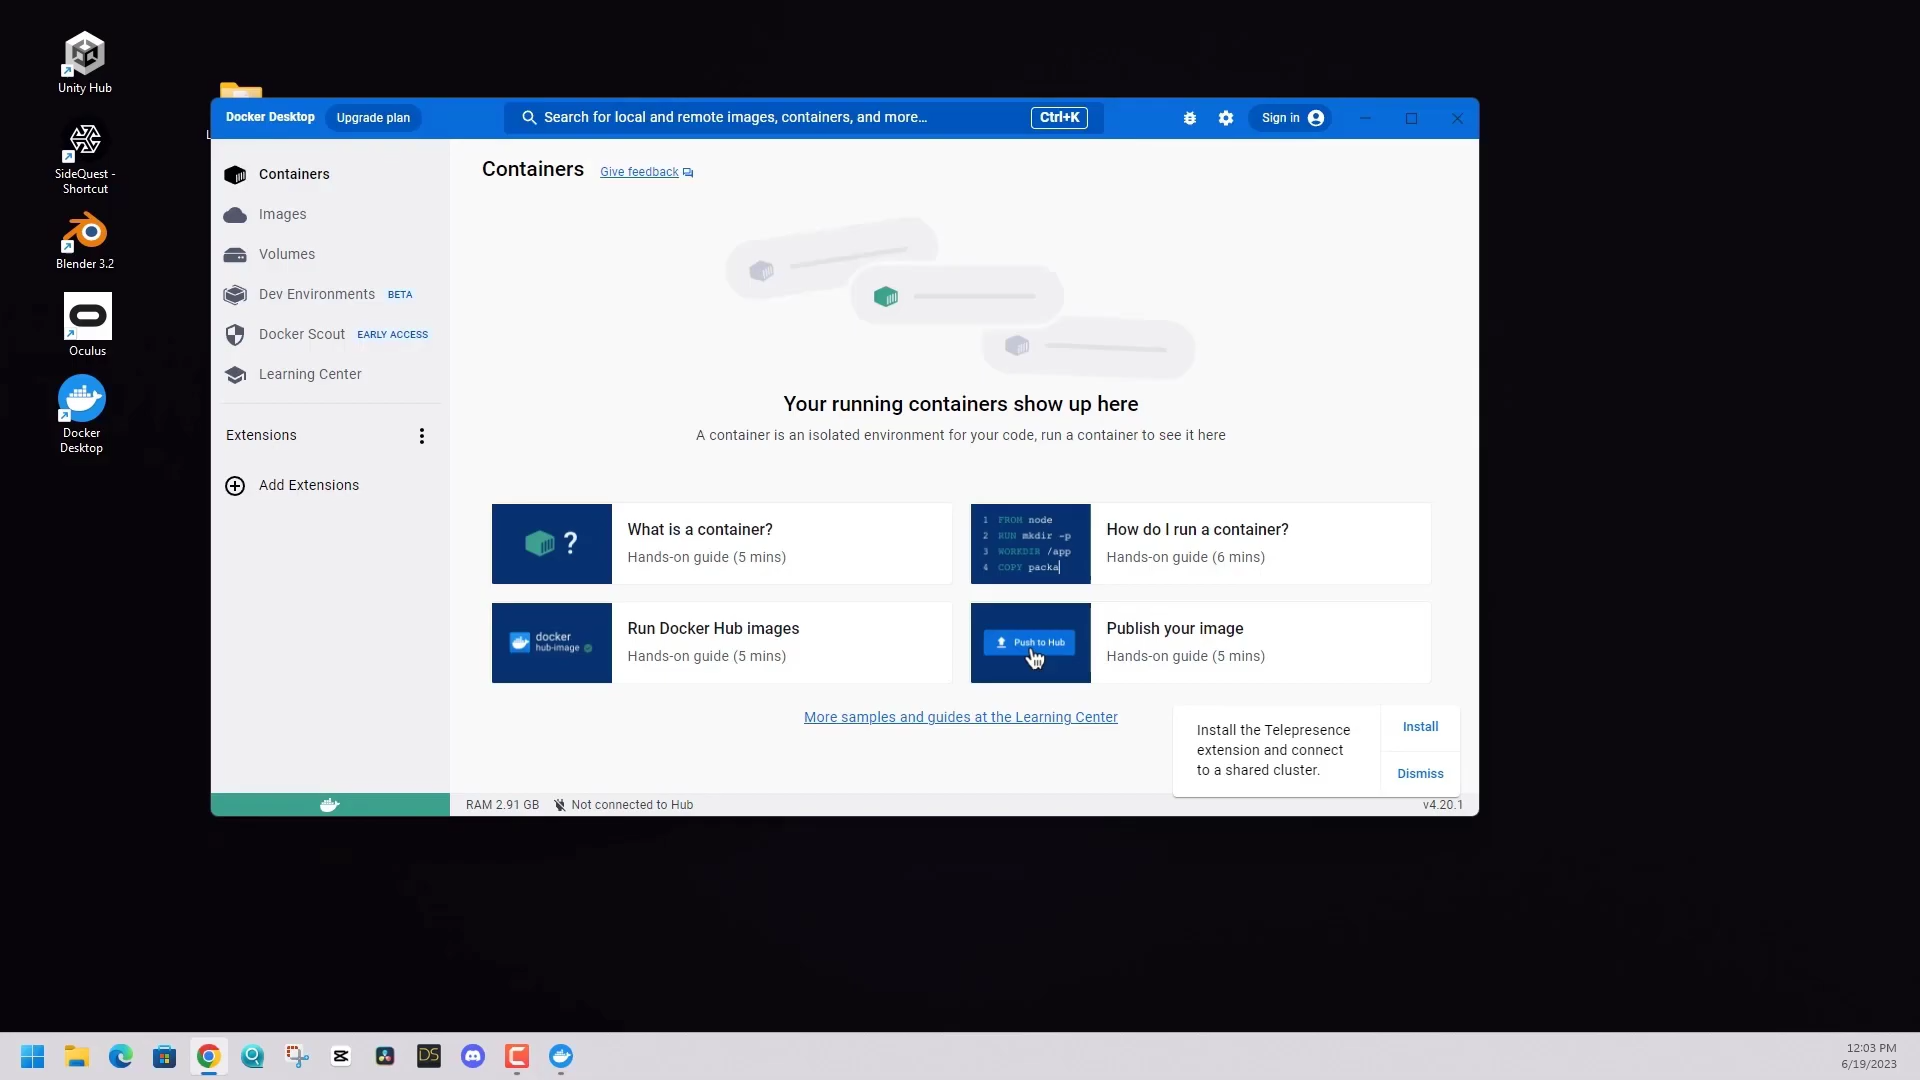 Unity Hub
SideQuest -
Shortcut
Blender 3.2
Oculus
Docker
Desktop
L
Docker Desktop
Upgrade plan
Search for local and remote images, containers, and more...
Ctrl+K
Sign in
Containers
Images
Volumes
Dev Environments BETA
Docker Scout EARLY ACCESS
Learning Center
Extensions
Add Extensions
Containers
Give feedback
Your running containers show up here
A container is an isolated environment for your code, run a container to see it here
?
What is a container?
Hands-on guide (5 mins)
1 FROM node
2 RUN mkdir -p
3 WORKDIR /app
4 COPY packa
How do I run a container?
Hands-on guide (6 mins)
docker
hub-image
Run Docker Hub images
Hands-on guide (5 mins)
Push to Hub
Publish your image
Hands-on guide (5 mins)
More samples and guides at the Learning Center
Install the Telepresence
extension and connect
to a shared cluster.
Install
Dismiss
RAM 2.91 GB
Not connected to Hub
v4.20.1
DS
12:03 PM
6/19/2023